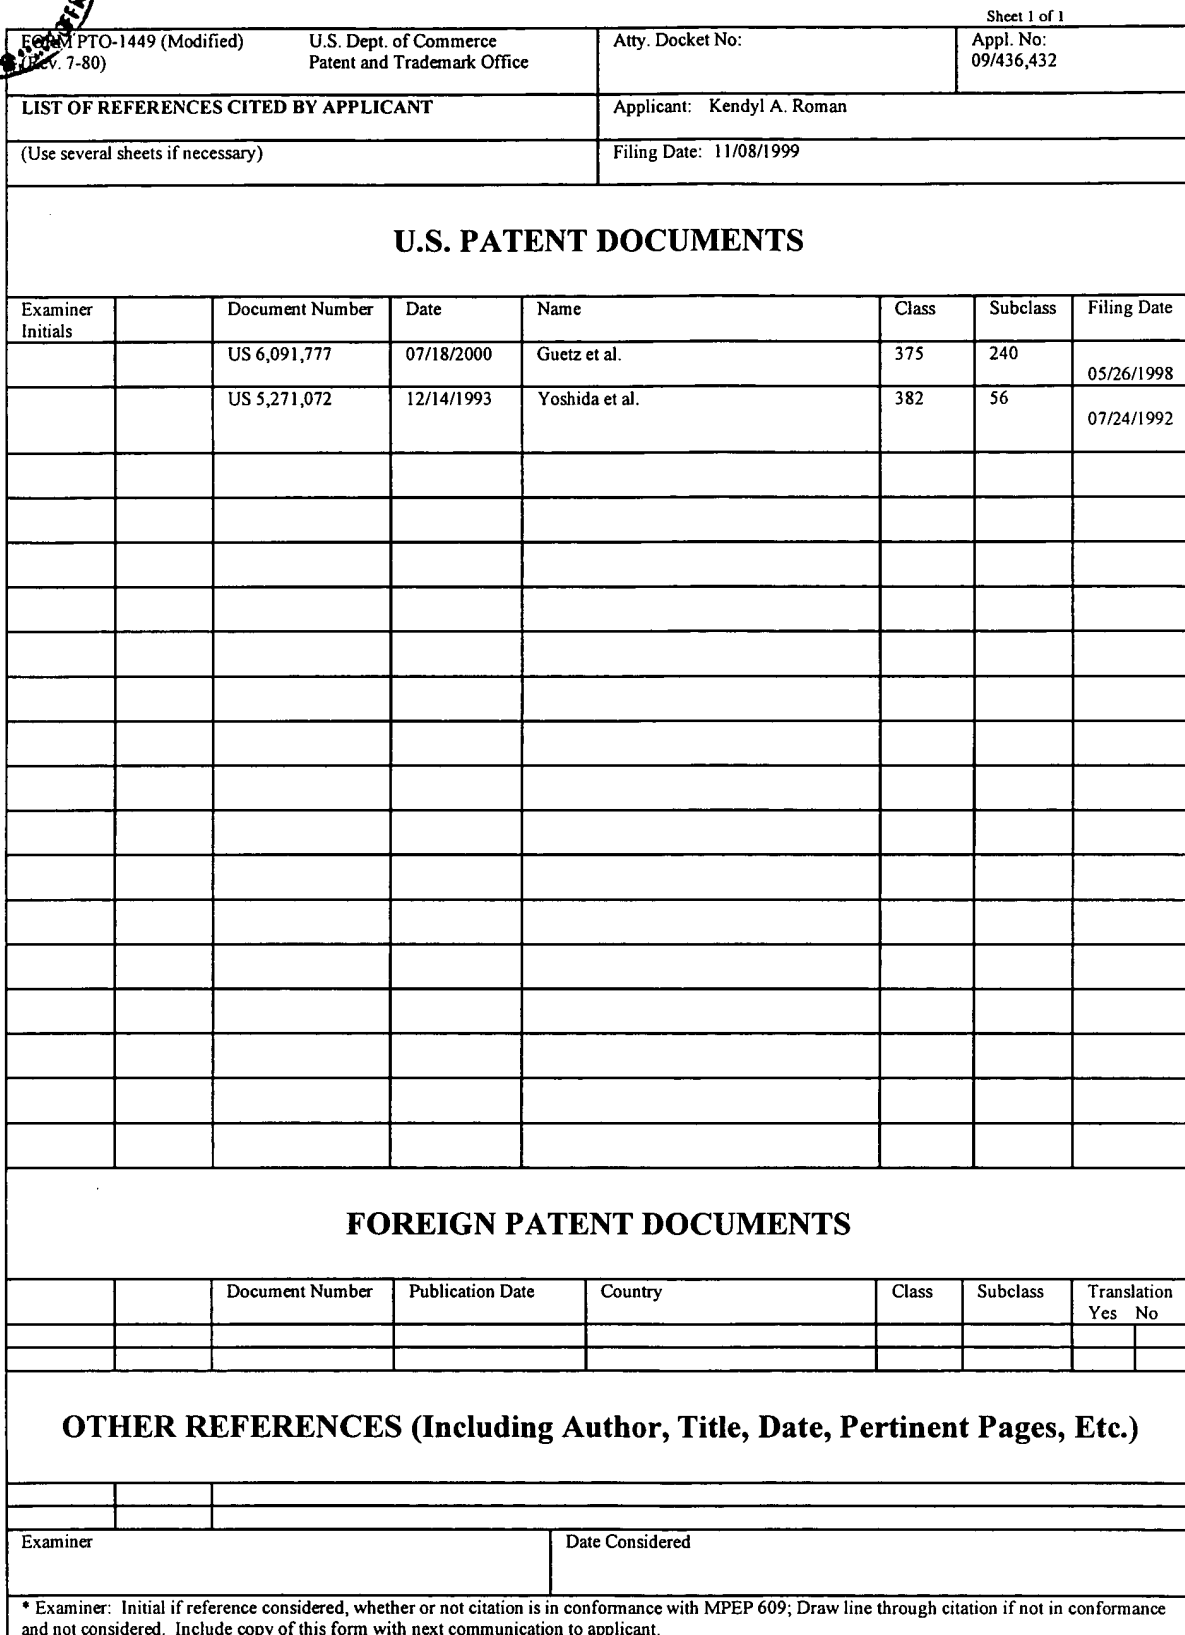 Sheet 1 of 1
FORM PTO-1449 (Modified) U.S. Dept. of Commerce Atty. Docket No: Appl. No:
(Rev. 7-80) Patent and Trademark Office 09/436,432
LIST OF REFERENCES CITED BY APPLICANT Applicant: Kendyl A. Roman
(Use several sheets if necessary) Filing Date: 11/08/1999
U.S. PATENT DOCUMENTS
Examiner Document Number Date Name Class Subclass Filing Date
Initials
US 6,091,777 07/18/2000 Guetz et al. 375 240
05/26/1998
US 5,271,072 12/14/1993 Yoshida et al. 382 56
07/24/1992
FOREIGN PATENT DOCUMENTS
Document Number Publication Date Country Class Subclass Translation
Yes No
OTHER REFERENCES (Including Author, Title, Date, Pertinent Pages, Etc.)
Examiner Date Considered
* Examiner: Initial if reference considered, whether or not citation is in conformance with MPEP 609; Draw line through citation if not in conformance
and not considered. Include copy of this form with next communication to applicant.